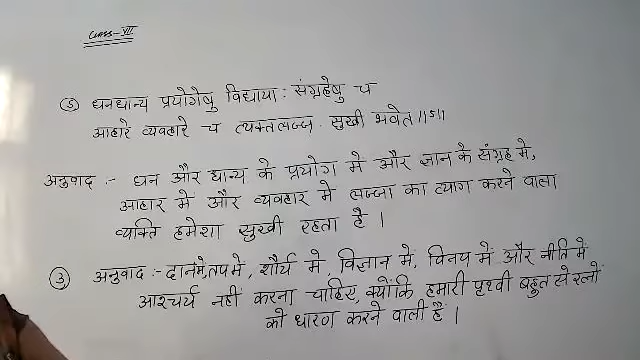 Class-VII
⑤ धनधान्य प्रयोगेषु विद्याया: संग्रहेषु च
आहारे व्यवहारे च त्यक्तलज्ज: सुखी भवेत ॥5॥
अनुवाद :- धन और धान्य के प्रयोग मे और ज्ञान के संग्रह मे,
आहार में और व्यवहार में लज्जा का त्याग करने वाला
व्यक्ति हमेशा सुखी रहता है ।
③ अनुवाद :- दानमे, तपमे, शौर्य मे, विज्ञान में, विनय में और नीति में
आश्चर्य नहीं करना चाहिए, क्योंकि हमारी पृथ्वी बहुत से रत्नों
को धारण करने वाली है ।